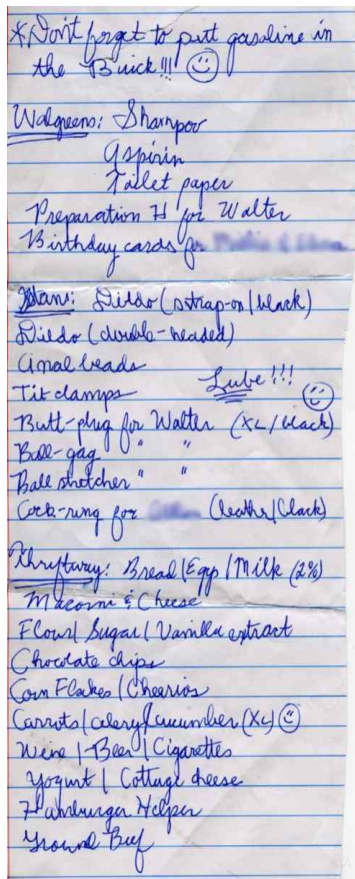 *Don't forget to putt gasoline in
the Buick!!! ☺
Walgreens: Shampoo
Aspirin
Toilet paper
Preparation H for Walter
Birthday cards for
Dildo (strap-on/black)
Dildo (double-headed)
Anal beads
Lube!!! ☺
Tit clamps
Butt-plug for Walter (XL/black)
Ball-gag " "
Ball stretcher " "
Cock-ring for (leather/black)
Thriftway: Bread/Eggs/Milk (2%)
Macaroni & Cheese
Flour/Sugar/Vanilla extract
Chocolate chips
Corn Flakes/Cheerios
Carrots/celery/cucumber (XL) ☺
Wine/Beer/Cigarettes
Yogurt/Cottage cheese
Hamburger Helper
Ground Beef